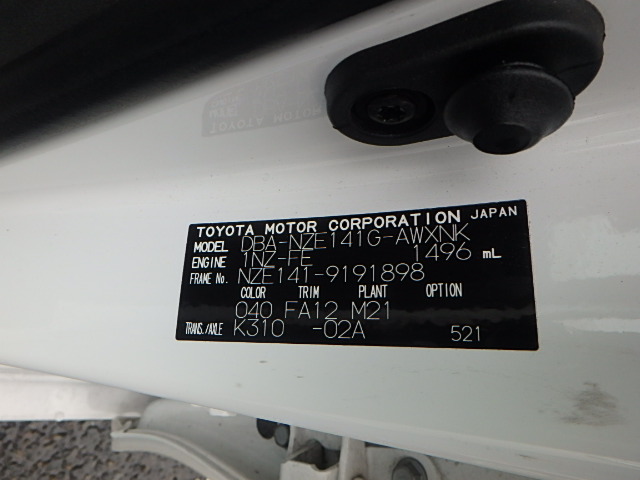 TOYOTA MOTOR CORPORATION JAPAN
MODEL DBA-NZE141G-AWXNK
ENGINE 1NZ-FE 1496 mL
FRAME No. NZE141-9191898
COLOR TRIM PLANT OPTION
040 FA12 M21
TRANS./AXLE K310 -02A 521